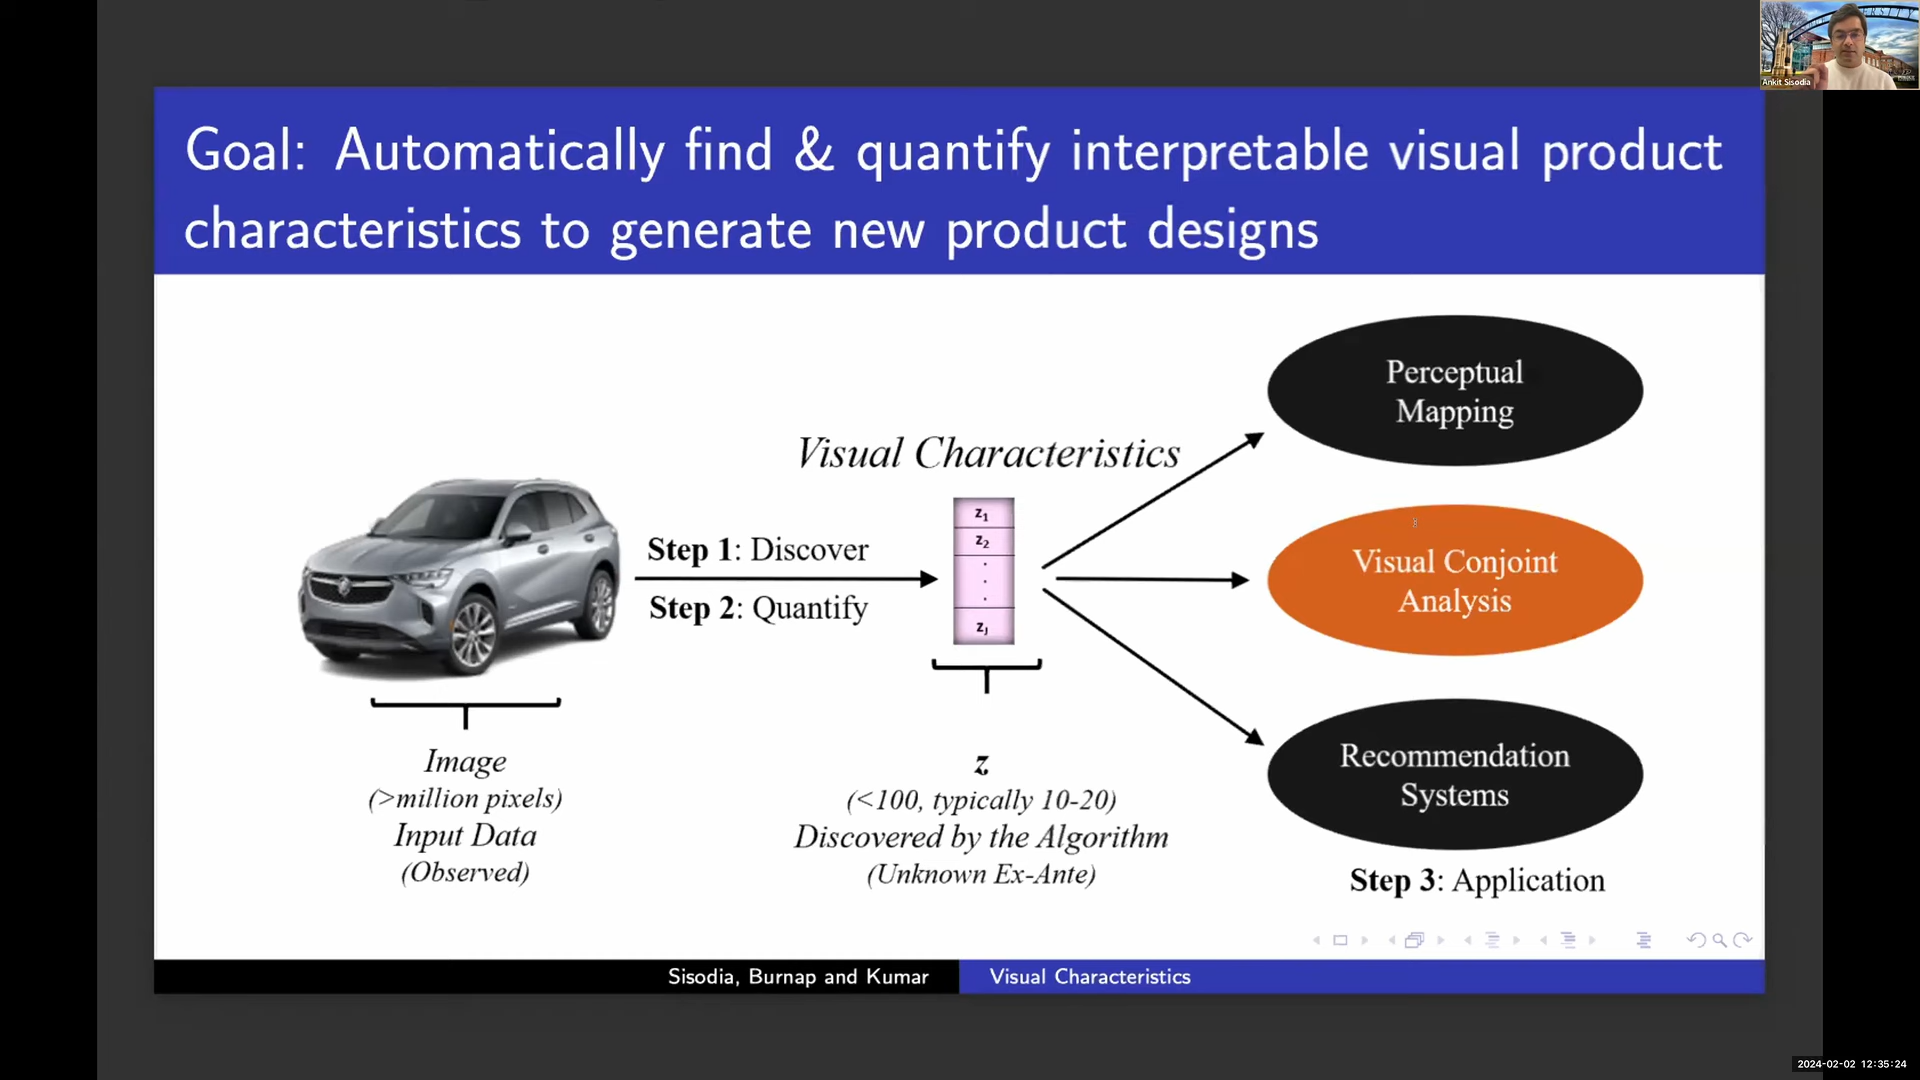 Ankit Sisodia
Goal: Automatically find & quantify interpretable visual product
characteristics to generate new product designs
Visual Characteristics
Step 1: Discover
Step 2: Quantify
z1
z2
.
.
.
zJ
Perceptual
Mapping
Visual Conjoint
Analysis
Recommendation
Systems
Step 3: Application
Image
(>million pixels)
Input Data
(Observed)
z
(<100, typically 10-20)
Discovered by the Algorithm
(Unknown Ex-Ante)
Sisodia, Burnap and Kumar
Visual Characteristics
2024-02-02 12:35:24